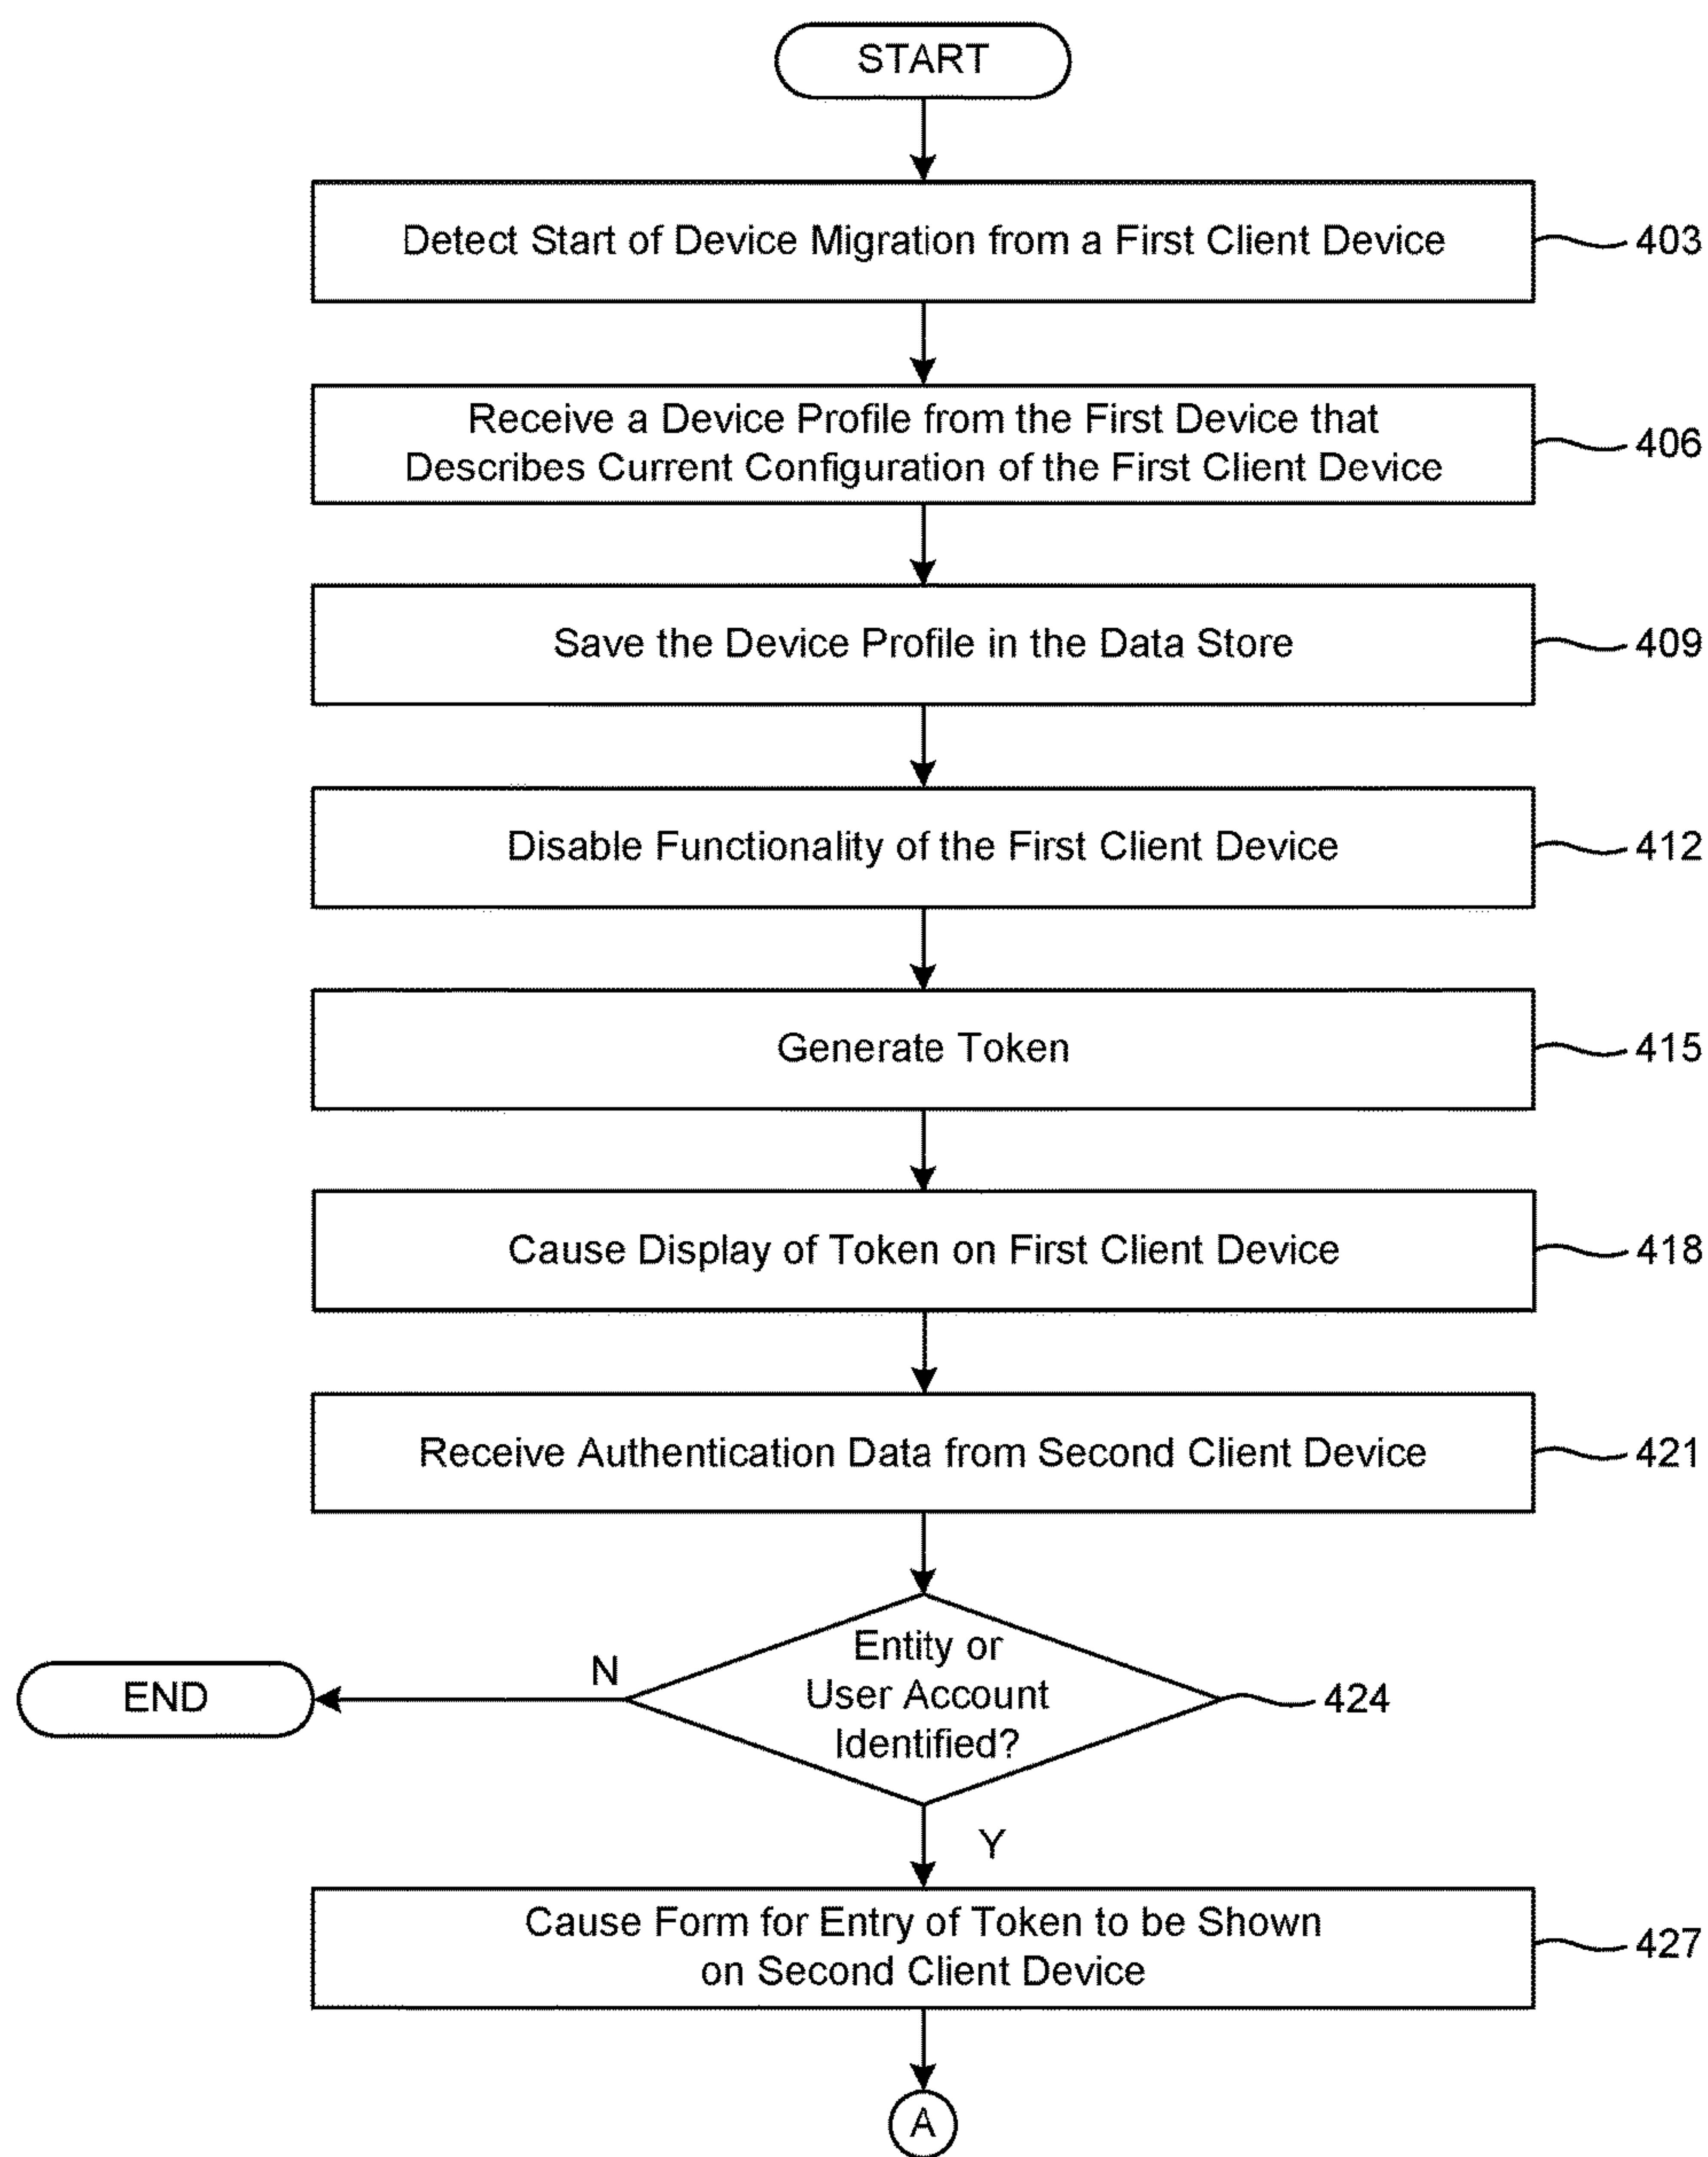 START
Detect Start of Device Migration from a First Client Device
403
Receive a Device Profile from the First Device that
Describes Current Configuration of the First Client Device
406
Save the Device Profile in the Data Store
409
Disable Functionality of the First Client Device
412
Generate Token
415
Cause Display of Token on First Client Device
418
Receive Authentication Data from Second Client Device
421
Entity or
User Account
Identified?
424
N
END
Y
Cause Form for Entry of Token to be Shown
on Second Client Device
427
A